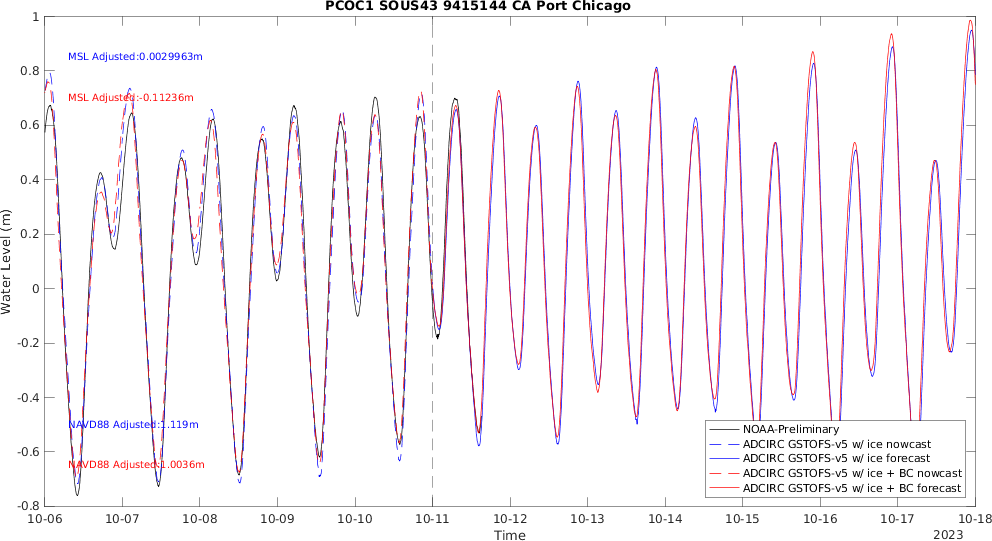 PCOC1 SOUS43 9415144 CA Port Chicago
1
0.8
0.6
0.4
0.2
0
-0.2
-0.4
-0.6
-0.8
Water Level (m)
MSL Adjusted:0.0029963m
MSL Adjusted:-0.11236m
NAVD88 Adjusted:1.119m
NAVD88 Adjusted:1.0036m
NOAA-Preliminary
ADCIRC GSTOFS-v5 w/ ice nowcast
ADCIRC GSTOFS-v5 w/ ice forecast
ADCIRC GSTOFS-v5 w/ ice + BC nowcast
ADCIRC GSTOFS-v5 w/ ice + BC forecast
10-06 10-07 10-08 10-09 10-10 10-11 10-12 10-13 10-14 10-15 10-16 10-17 10-18
Time
2023